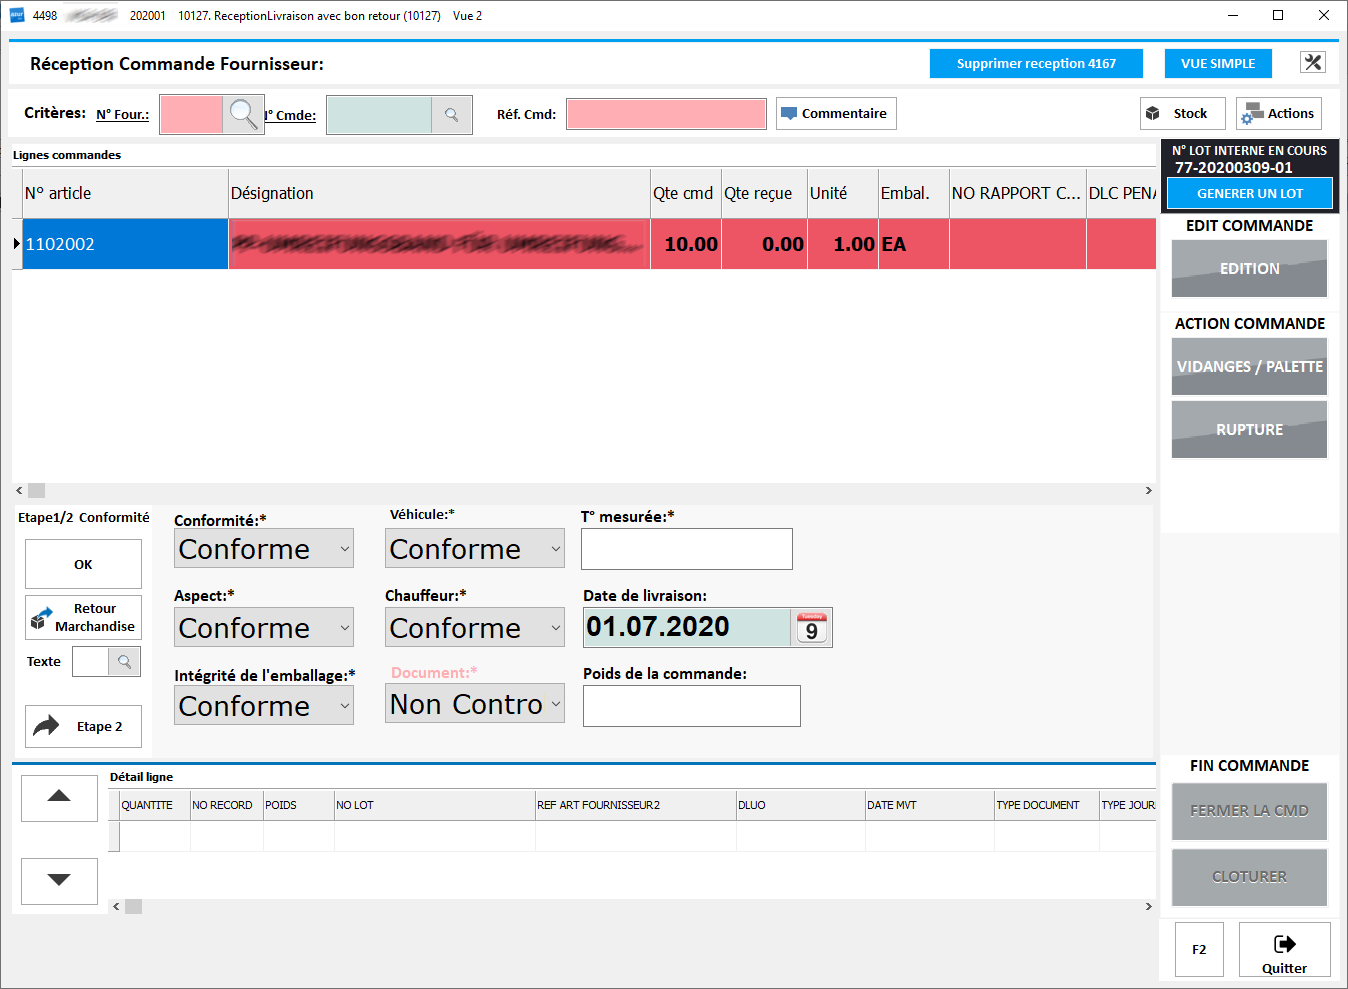 4498 202001 10127. ReceptionLivraison avec bon retour (10127) Vue 2
Réception Commande Fournisseur:
Supprimer reception 4167
VUE SIMPLE
Critères: N° Four.: N° Cmde: Réf. Cmd: Commentaire Stock Actions
Lignes commandes
N° LOT INTERNE EN COURS
77-20200309-01
GENERER UN LOT
N° article Désignation Qte cmd Qte reçue Unité Embal. NO RAPPORT C... DLC PENA
1102002 10.00 0.00 1.00 EA
EDIT COMMANDE
EDITION
ACTION COMMANDE
VIDANGES / PALETTE
RUPTURE
Etape1/2 Conformité
OK
Retour
Marchandise
Texte
Etape 2
Conformité:*
Conforme
Véhicule:*
Conforme
T° mesurée:*
Aspect:*
Conforme
Chauffeur:*
Conforme
Date de livraison:
01.07.2020
Tuesday
9
Intégrité de l'emballage:*
Conforme
Document:*
Non Contro
Poids de la commande:
Détail ligne
QUANTITE NO RECORD POIDS NO LOT REF ART FOURNISSEUR2 DLUO DATE MVT TYPE DOCUMENT TYPE JOUR
FIN COMMANDE
FERMER LA CMD
CLOTURER
F2
Quitter